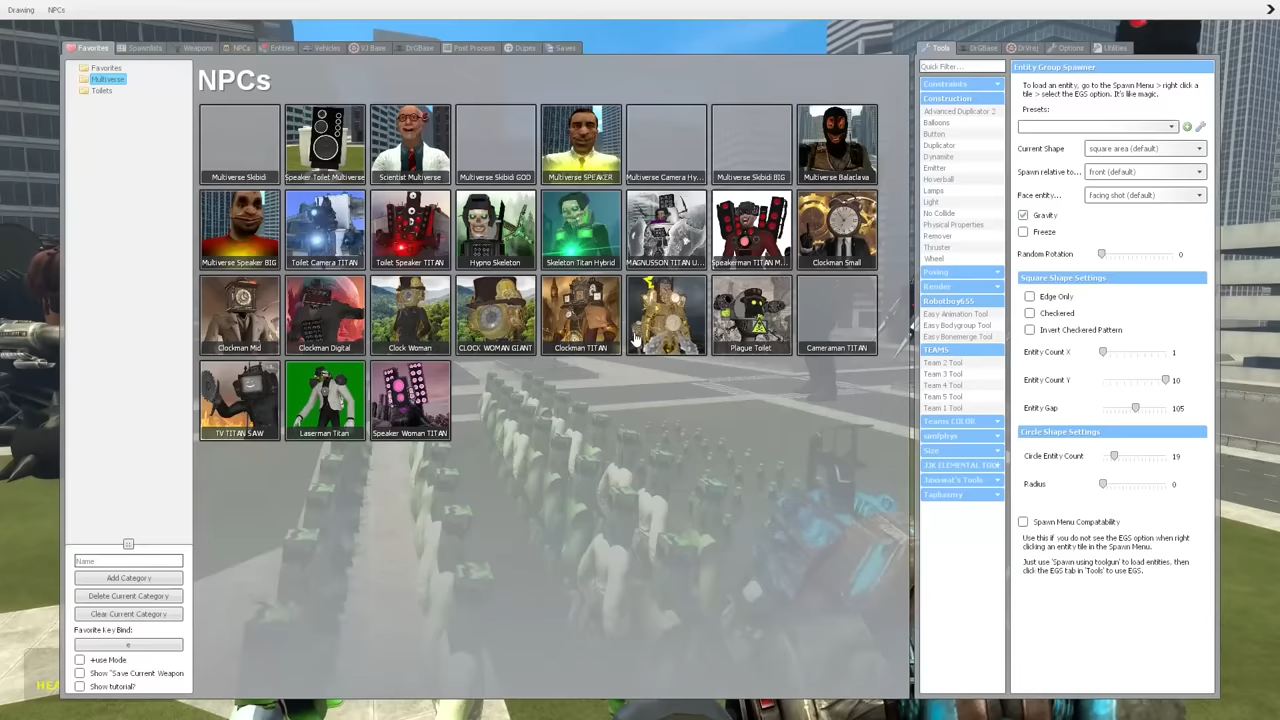 Drawing NPCs
Favorites Spawnlists Weapons NPCs Entities Vehicles VJ Base DrGBase Post Process Dupes Saves
Favorites
Multiverse
Toilets
NPCs
Multiverse Skibidi
Speaker Toilet Multiverse
Scientist Multiverse
Multiverse Skibidi GOD
Multiverse SPEAKER
Multiverse Camera Hy...
Multiverse Skibidi BIG
Multiverse Balaclava
Multiverse Speaker BIG
Toilet Camera TITAN
Toilet Speaker TITAN
Hypno Skeleton
Skeleton Titan Hybrid
MAGNUSSON TITAN U...
Speakerman TITAN M...
Clockman Small
Clockman Mid
Clockman Digital
Clock Woman
CLOCK WOMAN GIANT
Clockman TITAN
Plague Toilet
Cameraman TITAN
TV TITAN SAW
Laserman Titan
Speaker Woman TITAN
Name
Add Category
Delete Current Category
Clear Current Category
Favorite Key Bind:
e
+use Mode
Show "Save Current Weapon
Show tutorial?
Tools DrGBase DrVrej Options Utilities
Quick Filter...
Constraints
Construction
Advanced Duplicator 2
Balloons
Button
Duplicator
Dynamite
Emitter
Hoverball
Lamps
Light
No Collide
Physical Properties
Remover
Thruster
Wheel
Posing
Render
Robotboy655
Easy Animation Tool
Easy Bodygroup Tool
Easy Bonemerge Tool
TEAMS
Team 2 Tool
Team 3 Tool
Team 4 Tool
Team 5 Tool
Team 1 Tool
Teams COLOR
simfphys
Size
JJK ELEMENTAL TOO
Entity Group Spawner
To load an entity, go to the Spawn Menu > right click a
tile > select the EGS option. It's like magic.
Presets:
Current Shape square area (default)
Spawn relative to... front (default)
Face entity... facing shot (default)
Gravity
Freeze
Random Rotation 0
Square Shape Settings
Edge Only
Checkered
Invert Checkered Pattern
Entity Count X 1
Entity Count Y 10
Entity Gap 105
Circle Shape Settings
Circle Entity Count 19
Radius 0
Spawn Menu Compatability
Use this if you do not see the EGS option when right
clicking an entity tile in the Spawn Menu.
Just use 'Spawn using toolgun' to load entities, then
click the EGS tab in 'Tools' to use EGS.